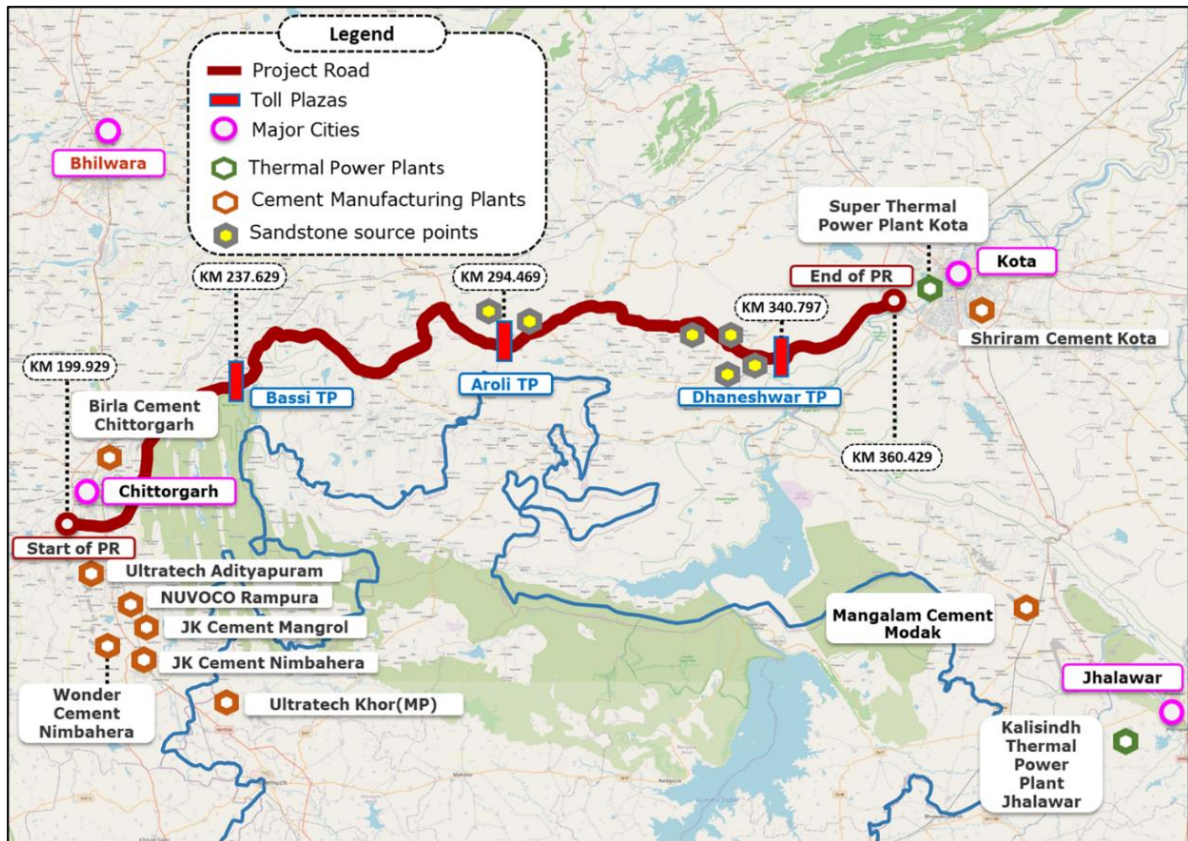 Legend
Project Road
Toll Plazas
Major Cities
Thermal Power Plants
Cement Manufacturing Plants
Sandstone source points
Bhilwara
KM 237.629
KM 294.469
Super Thermal
Power Plant Kota
End of PR
Kota
KM 340.797
Shriram Cement Kota
KM 199.929
Bassi TP
Aroli TP
Dhaneshwar TP
Birla Cement
Chittorgarh
KM 360.429
Chittorgarh
Start of PR
Ultratech Adityapuram
NUVOCO Rampura
JK Cement Mangrol
JK Cement Nimbahera
Wonder
Cement
Nimbahera
Ultratech Khor(MP)
Mangalam Cement
Modak
Jhalawar
Kalisindh
Thermal
Power
Plant
Jhalawar